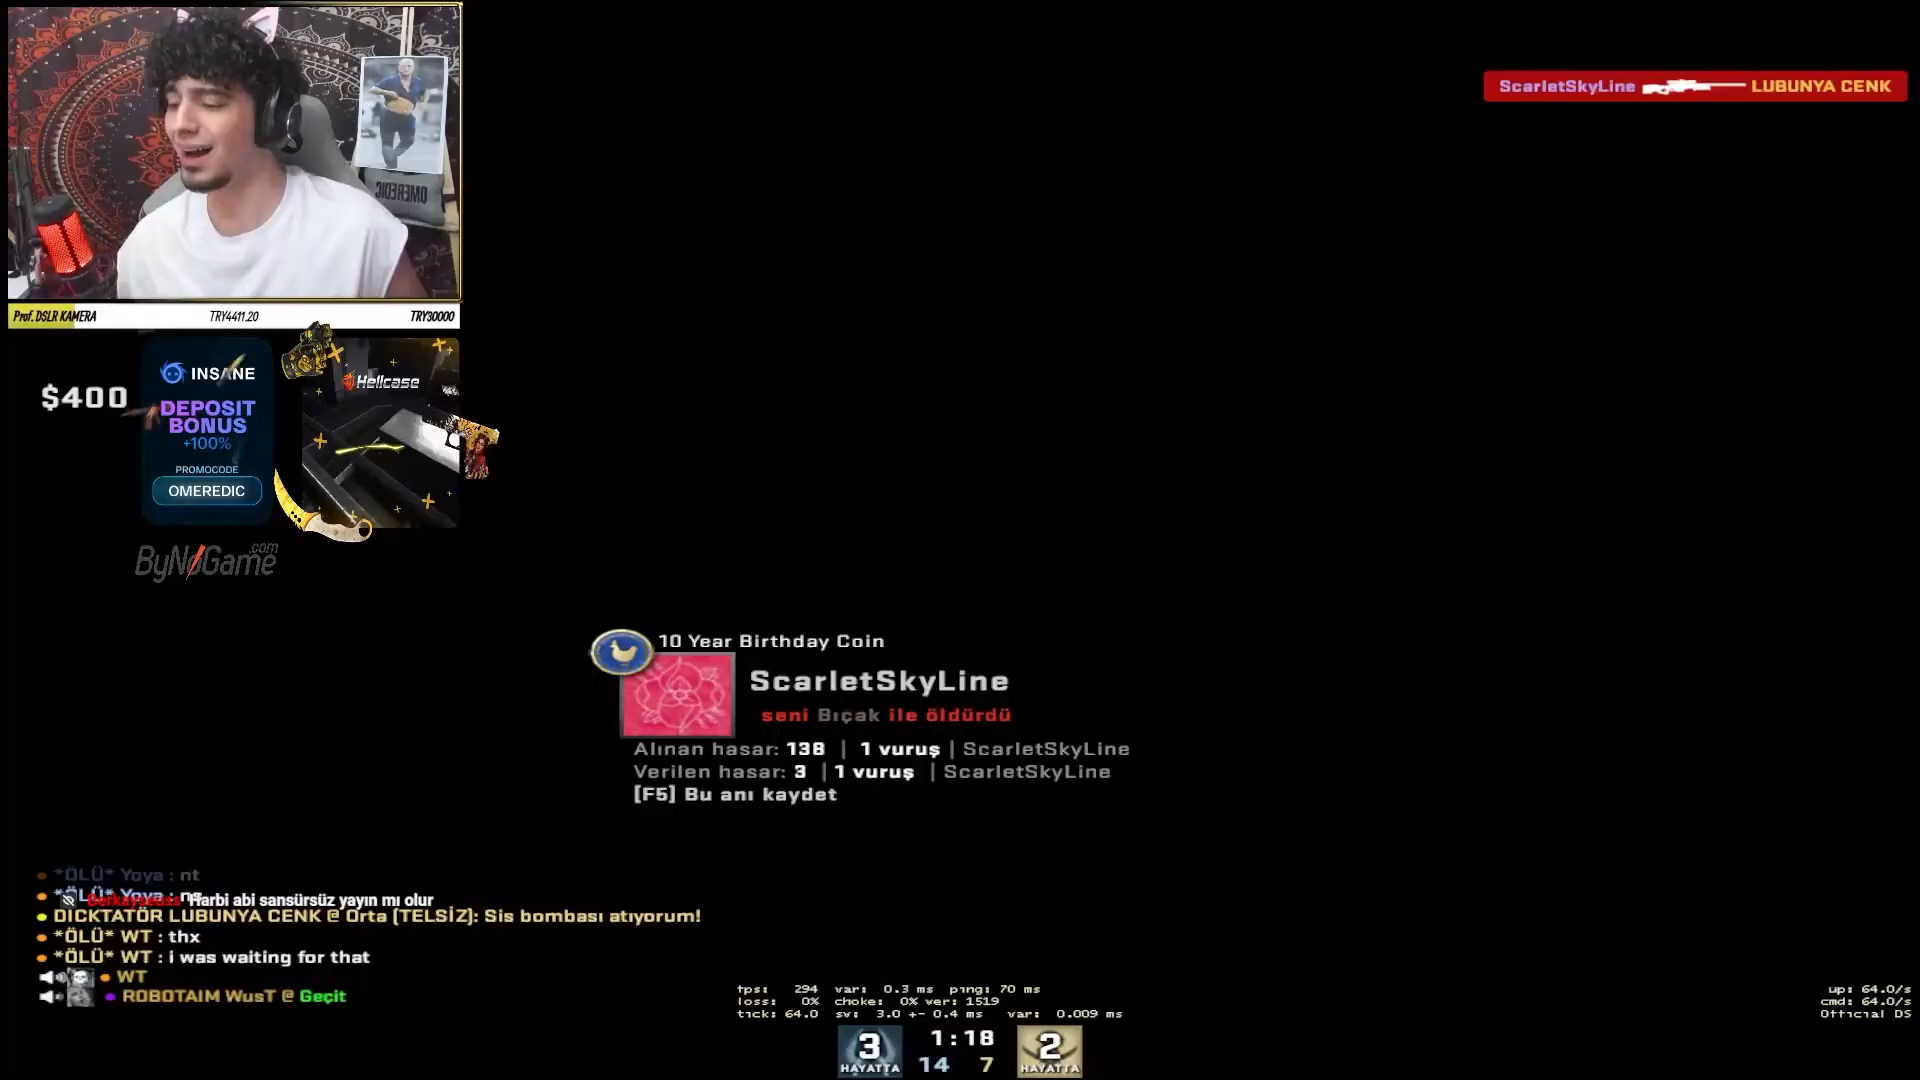 ScarletSkyLine LUBUNYA CENK
OMEREDIC
Prof. DSLR KAMERA TRY4411.20 TRY30000
$400
INSANE
DEPOSIT
BONUS
+100%
PROMOCODE
OMEREDIC
Hellcase
ByNoGame.com
10 Year Birthday Coin
ScarletSkyLine
seni Bıçak ile öldürdü
Alınan hasar: 138 | 1 vuruş | ScarletSkyLine
Verilen hasar: 3 | 1 vuruş | ScarletSkyLine
[F5] Bu anı kaydet
*ÖLÜ* Yoya : nt
*ÖLÜ* Yoya : ns
Harbi abi sansürsüz yayın mı olur
DICKTATÖR LUBUNYA CENK @ Orta (TELSİZ): Sis bombası atıyorum!
*ÖLÜ* WT : thx
*ÖLÜ* WT : i was waiting for that
WT
ROBOTAIM WusT @ Geçit
fps: 294 var: 0.3 ms ping: 70 ms
loss: 0% choke: 0% ver: 1519
tick: 64.0 sv: 3.0 +- 0.4 ms var: 0.009 ms
up: 64.0/s
cmd: 64.0/s
Official DS
3 HAYATTA 1:18 14 7 2 HAYATTA